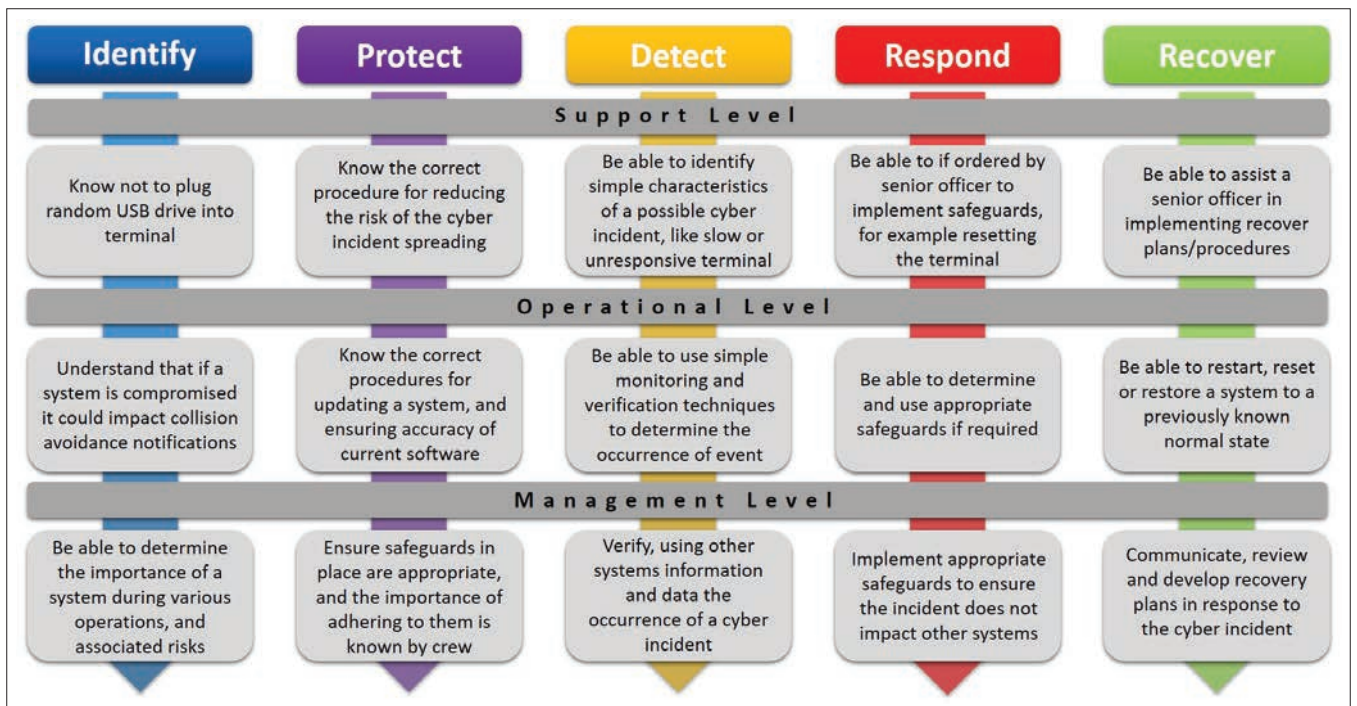 Identify
Protect
Detect
Respond
Recover
Support Level
Know not to plug
random USB drive into
terminal
Know the correct
procedure for reducing
the risk of the cyber
incident spreading
Be able to identify
simple characteristics
of a possible cyber
incident, like slow or
unresponsive terminal
Be able to if ordered by
senior officer to
implement safeguards,
for example resetting
the terminal
Be able to assist a
senior officer in
implementing recover
plans/procedures
Operational Level
Understand that if a
system is compromised
it could impact collision
avoidance notifications
Know the correct
procedures for
updating a system, and
ensuring accuracy of
current software
Be able to use simple
monitoring and
verification techniques
to determine the
occurrence of event
Be able to determine
and use appropriate
safeguards if required
Be able to restart, reset
or restore a system to a
previously known
normal state
Management Level
Be able to determine
the importance of a
system during various
operations, and
associated risks
Ensure safeguards in
place are appropriate,
and the importance of
adhering to them is
known by crew
Verify, using other
systems information
and data the
occurrence of a cyber
incident
Implement appropriate
safeguards to ensure
the incident does not
impact other systems
Communicate, review
and develop recovery
plans in response to
the cyber incident